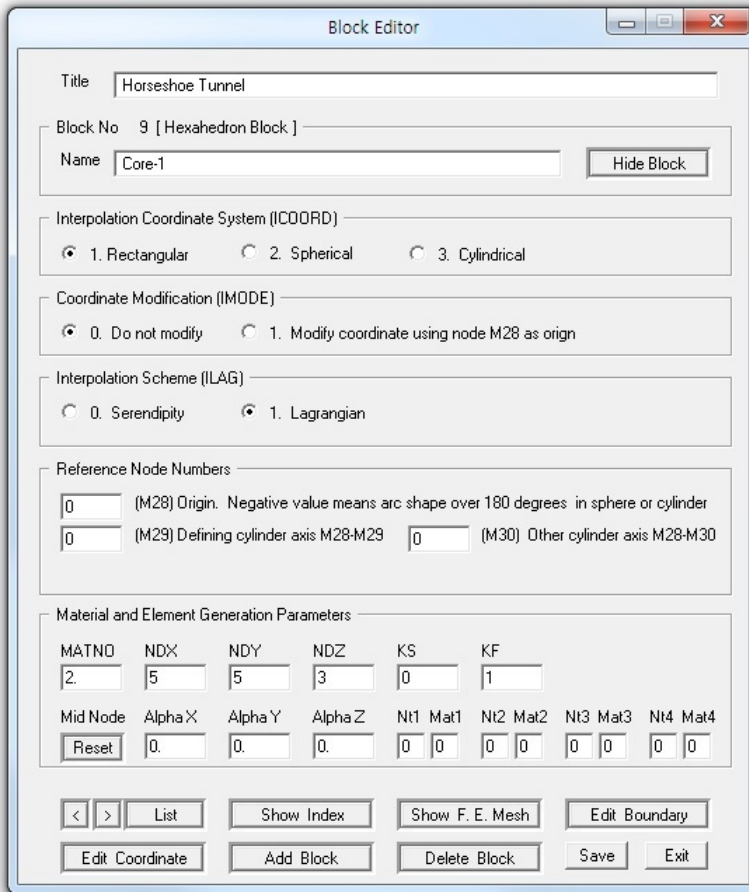 Block Editor
Title Horseshoe Tunnel
Block No 9 [ Hexahedron Block ]
Name Core-1 Hide Block
Interpolation Coordinate System (ICOORD)
1. Rectangular 2. Spherical 3. Cylindrical
Coordinate Modification (IMODE)
0. Do not modify 1. Modify coordinate using node M28 as orign
Interpolation Scheme (ILAG)
0. Serendipity 1. Lagrangian
Reference Node Numbers
0 (M28) Origin. Negative value means arc shape over 180 degrees in sphere or cylinder
0 (M29) Defining cylinder axis M28-M29 0 (M30) Other cylinder axis M28-M30
Material and Element Generation Parameters
MATNO NDX NDY NDZ KS KF
2. 5 5 3 0 1
Mid Node Alpha X Alpha Y Alpha Z Nt1 Mat1 Nt2 Mat2 Nt3 Mat3 Nt4 Mat4
Reset 0. 0. 0. 0 0 0 0 0 0 0 0
< > List Show Index Show F. E. Mesh Edit Boundary
Edit Coordinate Add Block Delete Block Save Exit